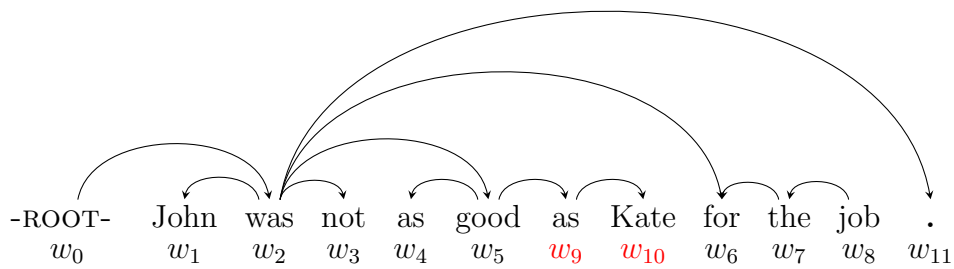 -ROOT- John was not as good as Kate for the job .
w₀ w₁ w₂ w₃ w₄ w₅ w₉ w₁₀ w₆ w₇ w₈ w₁₁